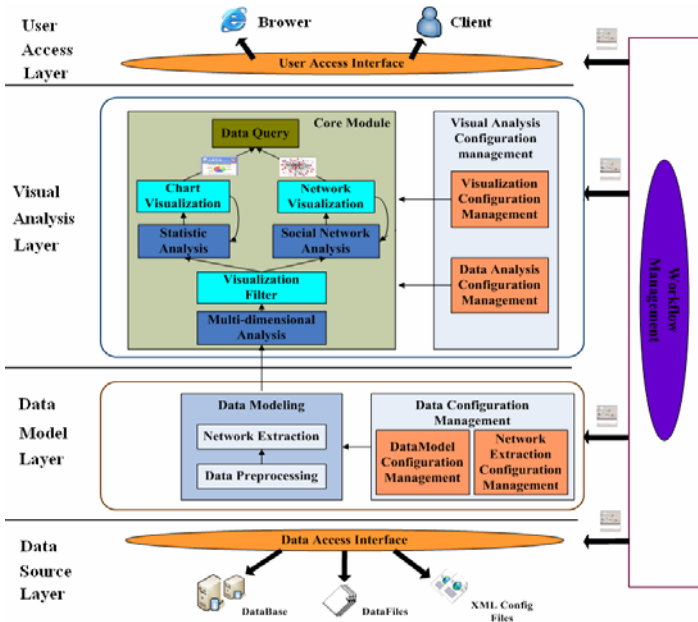 User
Access
Layer
Brower
Client
User Access Interface
Visual
Analysis
Layer
Core Module
Data Query
Chart
Visualization
Network
Visualization
Statistic
Analysis
Social Network
Analysis
Visualization
Filter
Multi-dimensional
Analysis
Visual Analysis
Configuration
management
Visualization
Configuration
Management
Data Analysis
Configuration
Management
Workflow
Management
Data
Model
Layer
Data Modeling
Network Extraction
Data Preprocessing
Data Configuration
Management
DataModel
Configuration
Management
Network
Extraction
Configuration
Management
Data
Source
Layer
Data Access Interface
DataBase
DataFiles
XML Config
Files